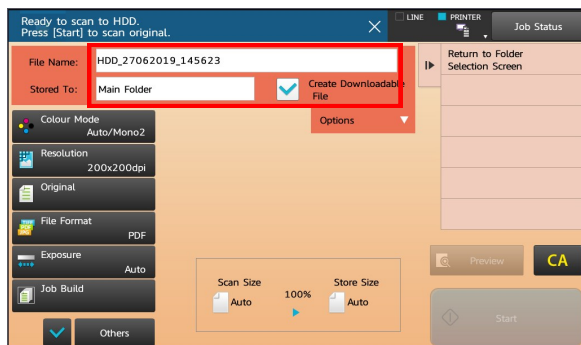 Ready to scan to HDD.
Press [Start] to scan original.
LINE
PRINTER
Job Status
File Name:
HDD_27062019_145623
Stored To:
Main Folder
Create Downloadable
File
Options
Return to Folder
Selection Screen
Colour Mode
Auto/Mono2
Resolution
200x200dpi
Original
File Format
PDF
Exposure
Auto
Job Build
Others
Scan Size
Auto
100%
Store Size
Auto
Preview
CA
Start